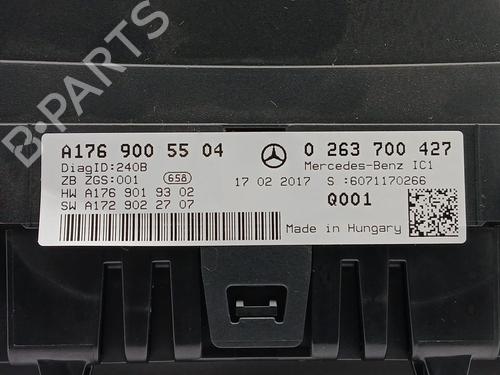 A176 900 55 04
0 263 700 427
DiagID:240B
Mercedes-Benz IC1
ZB ZGS:001
658
17 02 2017 S :6071170266
HW A176 901 93 02
SW A172 902 27 07
Q001
Made in Hungary
B-PARTS